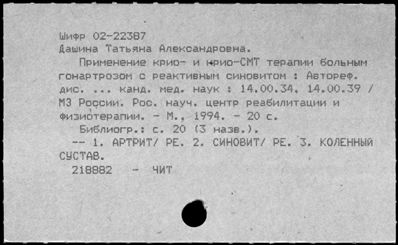 Шифр 02-22387
Дашина Татьяна Александровна.
Применение крио- и крио-СМТ терапии больным
гонартрозом с реактивным синовитом : Автореф.
дис. ... канд. мед. наук : 14.00.34, 14.00.39 /
МЗ России. Рос. науч. центр реабилитации и
физиотерапии. - М., 1994. - 20 с.
Библиогр.: с. 20 (3 назв.).
-- 1. АРТРИТ/ РЕ. 2. СИНОВИТ/ РЕ. 3. КОЛЕННЫЙ
СУСТАВ.
218882 - ЧИТ